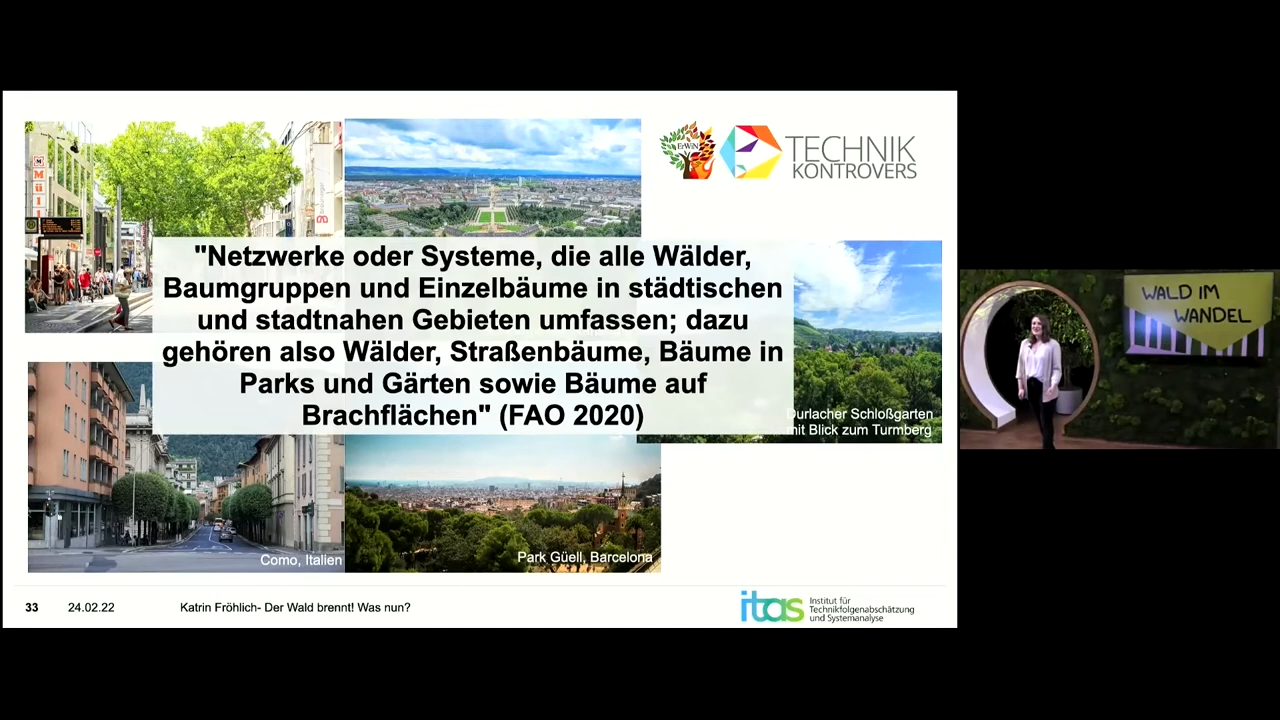 ErWiN
TECHNIK
KONTROVERS
"Netzwerke oder Systeme, die alle Wälder,
Baumgruppen und Einzelbäume in städtischen
und stadtnahen Gebieten umfassen; dazu
gehören also Wälder, Straßenbäume, Bäume in
Parks und Gärten sowie Bäume auf
Brachflächen" (FAO 2020)
Durlacher Schloßgarten
mit Blick zum Turmberg
Como, Italien
Park Güell, Barcelona
33
24.02.22
Katrin Fröhlich- Der Wald brennt! Was nun?
itas
Institut für
Technikfolgenabschätzung
und Systemanalyse
WALD IM
WANDEL